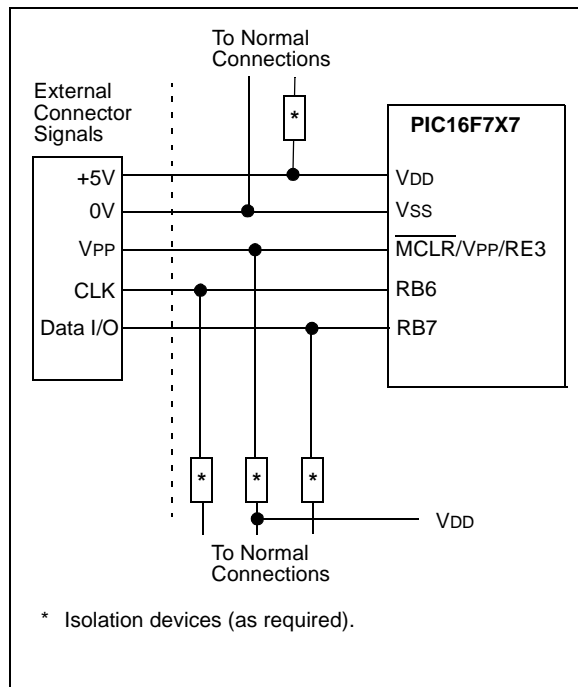 To Normal
Connections
*
External
Connector
Signals
PIC16F7X7
+5V
VDD
0V
VSS
VPP
MCLR/VPP/RE3
CLK
RB6
Data I/O
RB7
*
*
*
VDD
To Normal
Connections
* Isolation devices (as required).